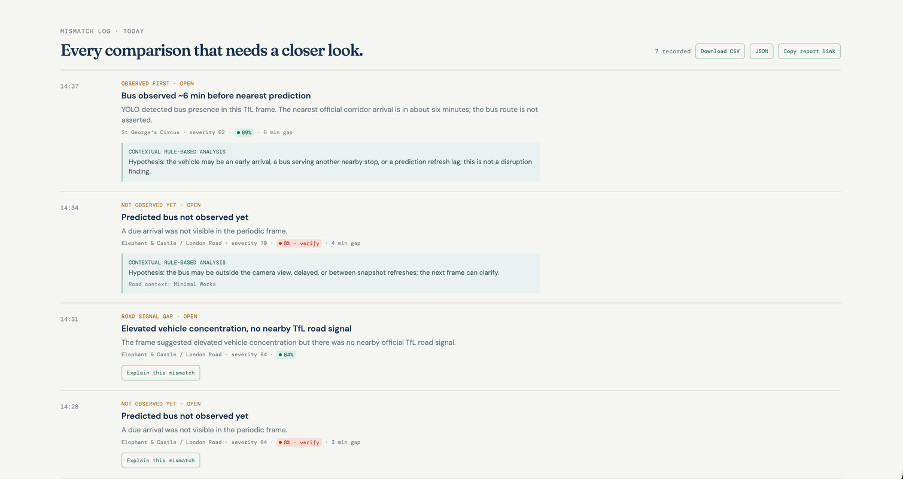 MISMATCH LOG · TODAY
Every comparison that needs a closer look.
7 recorded
Download CSV
JSON
Copy report link
14:37
OBSERVED FIRST · OPEN
Bus observed ~6 min before nearest prediction
YOLO detected bus presence in this TfL frame. The nearest official corridor arrival is in about six minutes; the bus route is not
asserted.
St George's Circus · severity 62 · 89% · 6 min gap
CONTEXTUAL RULE-BASED ANALYSIS
Hypothesis: the vehicle may be an early arrival, a bus serving another nearby stop, or a prediction refresh lag; this is not a disruption
finding.
14:34
NOT OBSERVED YET · OPEN
Predicted bus not observed yet
A due arrival was not visible in the periodic frame.
Elephant & Castle / London Road · severity 70 · 0% · verify · 4 min gap
CONTEXTUAL RULE-BASED ANALYSIS
Hypothesis: the bus may be outside the camera view, delayed, or between snapshot refreshes; the next frame can clarify.
Road context: Minimal Works
14:31
ROAD SIGNAL GAP · OPEN
Elevated vehicle concentration, no nearby TfL road signal
The frame suggested elevated vehicle concentration but there was no nearby official TfL road signal.
Elephant & Castle / London Road · severity 64 · 84%
Explain this mismatch
14:28
NOT OBSERVED YET · OPEN
Predicted bus not observed yet
A due arrival was not visible in the periodic frame.
Elephant & Castle / London Road · severity 64 · 0% · verify · 3 min gap
Explain this mismatch